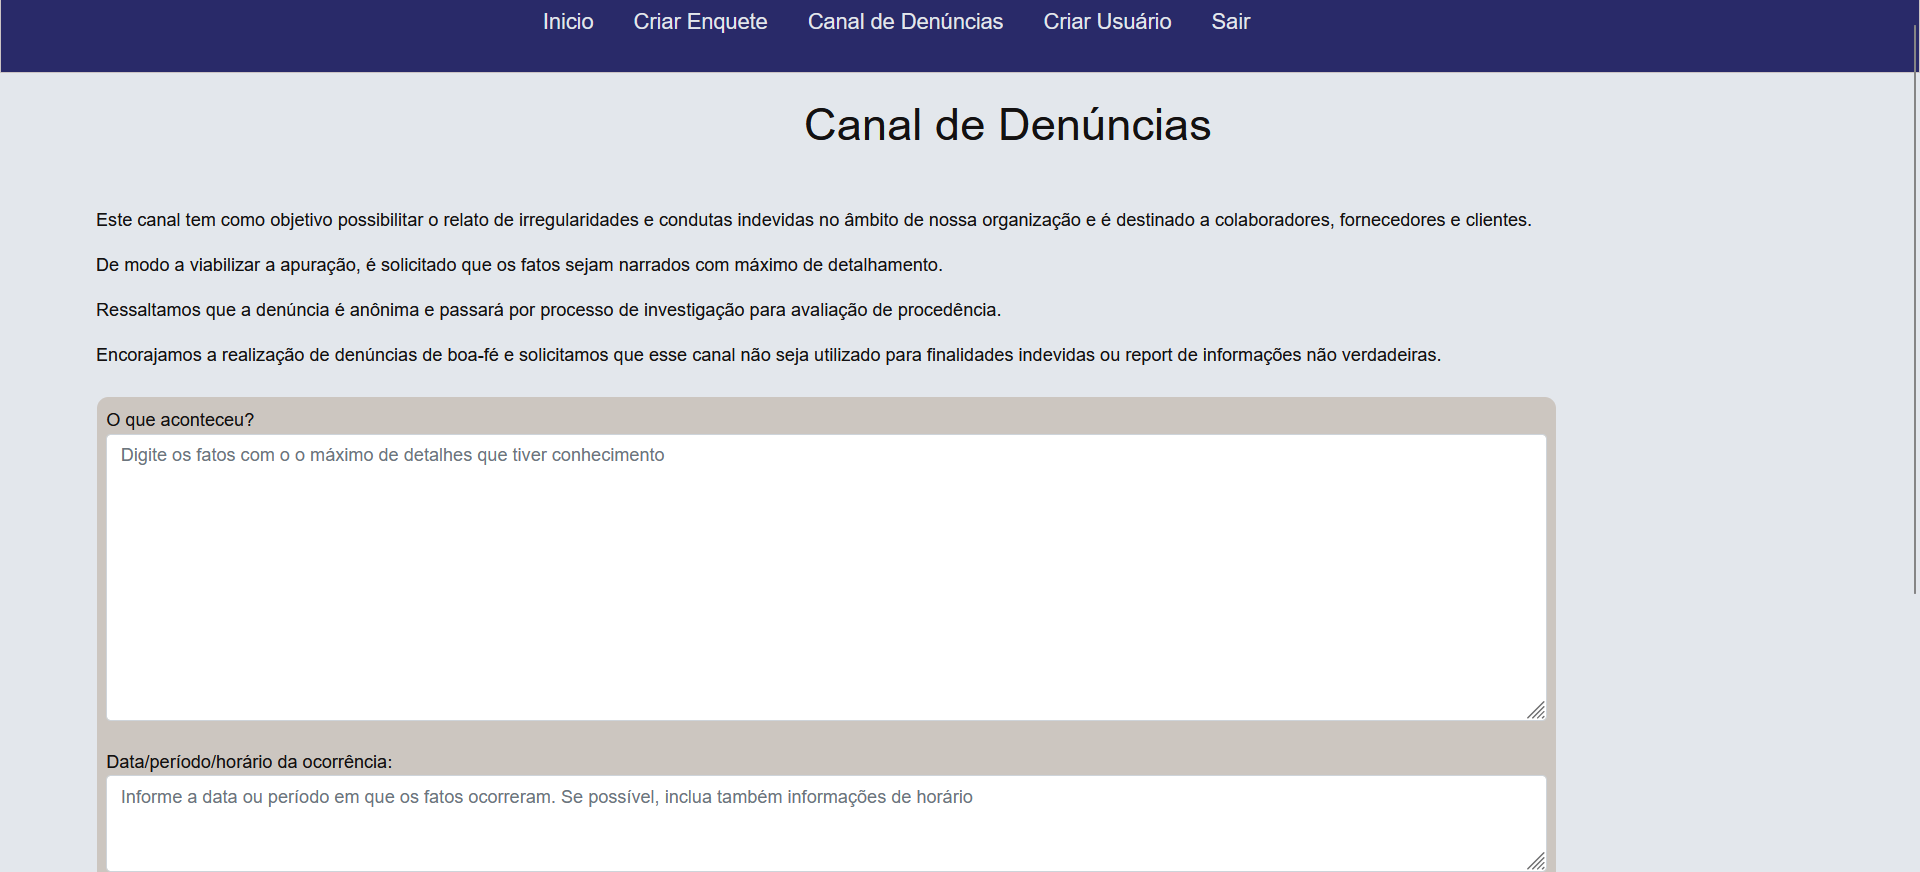 Inicio Criar Enquete Canal de Denúncias Criar Usuário Sair
Canal de Denúncias
Este canal tem como objetivo possibilitar o relato de irregularidades e condutas indevidas no âmbito de nossa organização e é destinado a colaboradores, fornecedores e clientes.
De modo a viabilizar a apuração, é solicitado que os fatos sejam narrados com máximo de detalhamento.
Ressaltamos que a denúncia é anônima e passará por processo de investigação para avaliação de procedência.
Encorajamos a realização de denúncias de boa-fé e solicitamos que esse canal não seja utilizado para finalidades indevidas ou report de informações não verdadeiras.
O que aconteceu?
Digite os fatos com o o máximo de detalhes que tiver conhecimento
Data/período/horário da ocorrência:
Informe a data ou período em que os fatos ocorreram. Se possível, inclua também informações de horário